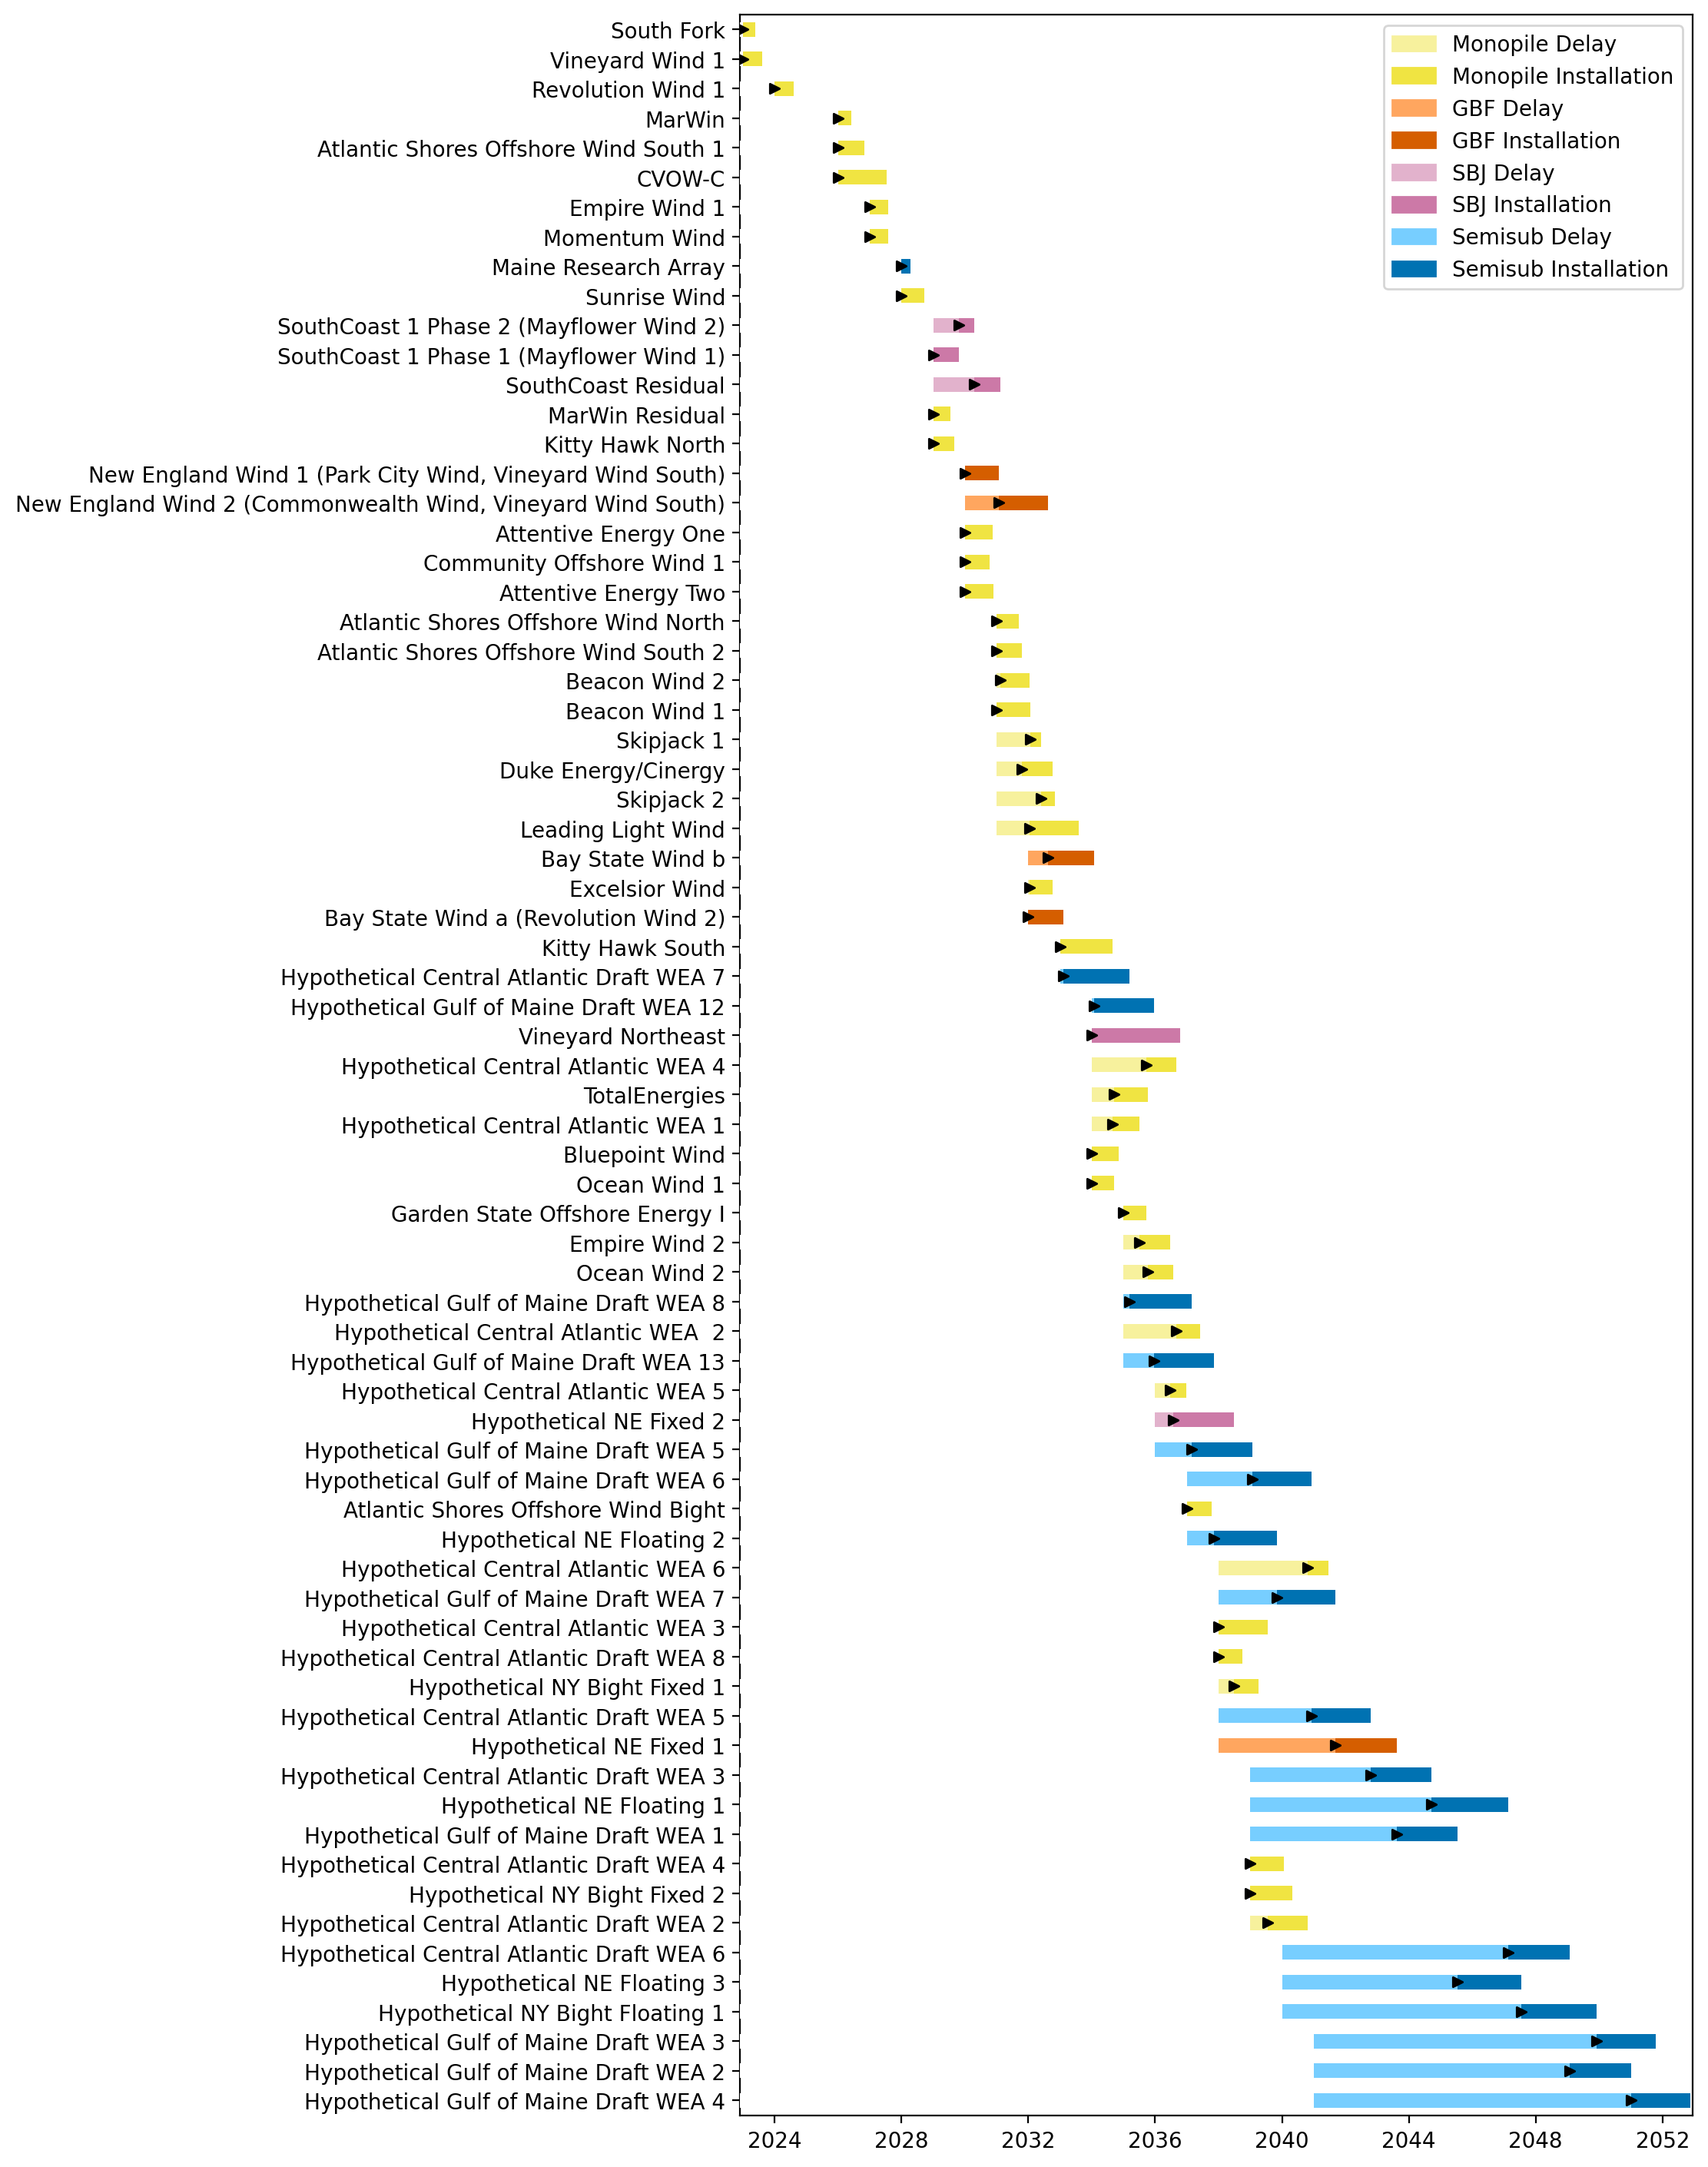 South Fork
Vineyard Wind 1
Revolution Wind 1
MarWin
Atlantic Shores Offshore Wind South 1
CVOW-C
Empire Wind 1
Momentum Wind
Maine Research Array
Sunrise Wind
SouthCoast 1 Phase 2 (Mayflower Wind 2)
SouthCoast 1 Phase 1 (Mayflower Wind 1)
SouthCoast Residual
MarWin Residual
Kitty Hawk North
New England Wind 1 (Park City Wind, Vineyard Wind South)
New England Wind 2 (Commonwealth Wind, Vineyard Wind South)
Attentive Energy One
Community Offshore Wind 1
Attentive Energy Two
Atlantic Shores Offshore Wind North
Atlantic Shores Offshore Wind South 2
Beacon Wind 2
Beacon Wind 1
Skipjack 1
Duke Energy/Cinergy
Skipjack 2
Leading Light Wind
Bay State Wind b
Excelsior Wind
Bay State Wind a (Revolution Wind 2)
Kitty Hawk South
Hypothetical Central Atlantic Draft WEA 7
Hypothetical Gulf of Maine Draft WEA 12
Vineyard Northeast
Hypothetical Central Atlantic WEA 4
TotalEnergies
Hypothetical Central Atlantic WEA 1
Bluepoint Wind
Ocean Wind 1
Garden State Offshore Energy I
Empire Wind 2
Ocean Wind 2
Hypothetical Gulf of Maine Draft WEA 8
Hypothetical Central Atlantic WEA  2
Hypothetical Gulf of Maine Draft WEA 13
Hypothetical Central Atlantic WEA 5
Hypothetical NE Fixed 2
Hypothetical Gulf of Maine Draft WEA 5
Hypothetical Gulf of Maine Draft WEA 6
Atlantic Shores Offshore Wind Bight
Hypothetical NE Floating 2
Hypothetical Central Atlantic WEA 6
Hypothetical Gulf of Maine Draft WEA 7
Hypothetical Central Atlantic WEA 3
Hypothetical Central Atlantic Draft WEA 8
Hypothetical NY Bight Fixed 1
Hypothetical Central Atlantic Draft WEA 5
Hypothetical NE Fixed 1
Hypothetical Central Atlantic Draft WEA 3
Hypothetical NE Floating 1
Hypothetical Gulf of Maine Draft WEA 1
Hypothetical Central Atlantic Draft WEA 4
Hypothetical NY Bight Fixed 2
Hypothetical Central Atlantic Draft WEA 2
Hypothetical Central Atlantic Draft WEA 6
Hypothetical NE Floating 3
Hypothetical NY Bight Floating 1
Hypothetical Gulf of Maine Draft WEA 3
Hypothetical Gulf of Maine Draft WEA 2
Hypothetical Gulf of Maine Draft WEA 4
Monopile Delay
Monopile Installation
GBF Delay
GBF Installation
SBJ Delay
SBJ Installation
Semisub Delay
Semisub Installation
2024 2028 2032 2036 2040 2044 2048 2052